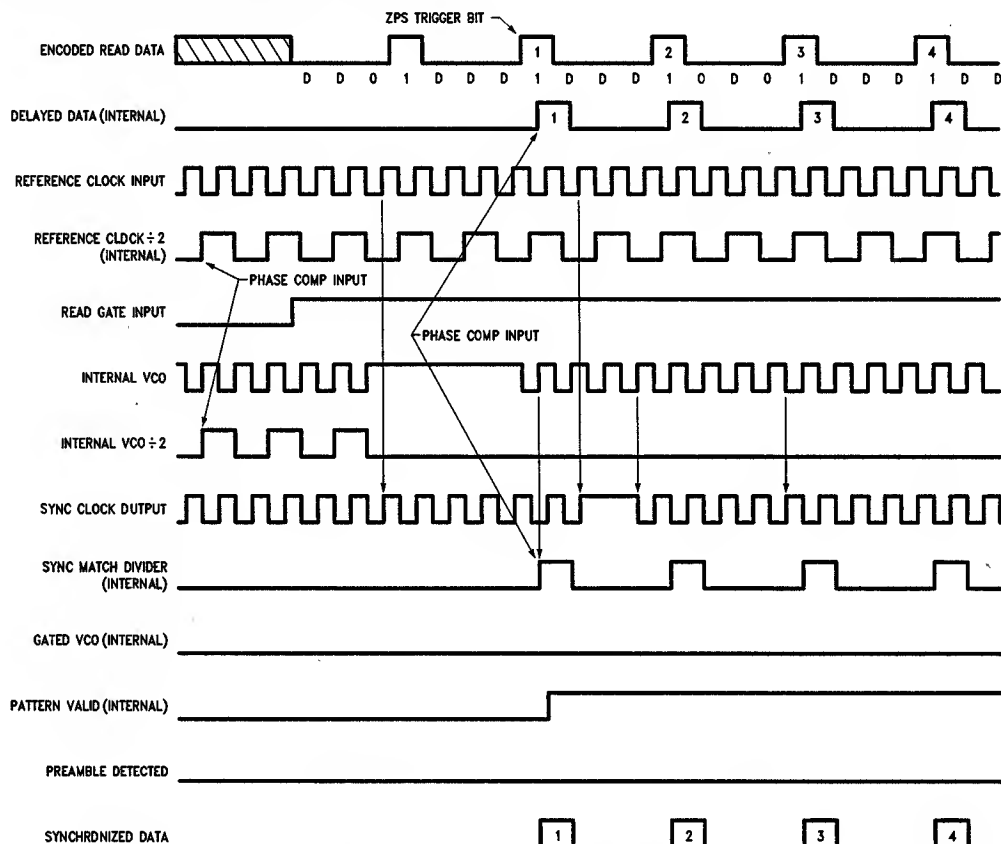 ZPS TRIGGER BIT
ENCODED READ DATA
1 2 3 4
D D 0 1 D D D 1 D D D 1 0 D 0 1 D D D 1 D D
DELAYED DATA (INTERNAL)
1 2 3 4
REFERENCE CLOCK INPUT
REFERENCE CLDCK ÷ 2
(INTERNAL)
PHASE COMP INPUT
READ GATE INPUT
PHASE COMP INPUT
INTERNAL VCO
INTERNAL VCO ÷ 2
SYNC CLOCK DUTPUT
SYNC MATCH DIVIDER
(INTERNAL)
GATED VCO (INTERNAL)
PATTERN VALID (INTERNAL)
PREAMBLE DETECTED
SYNCHRDNIZED DATA
1 2 3 4